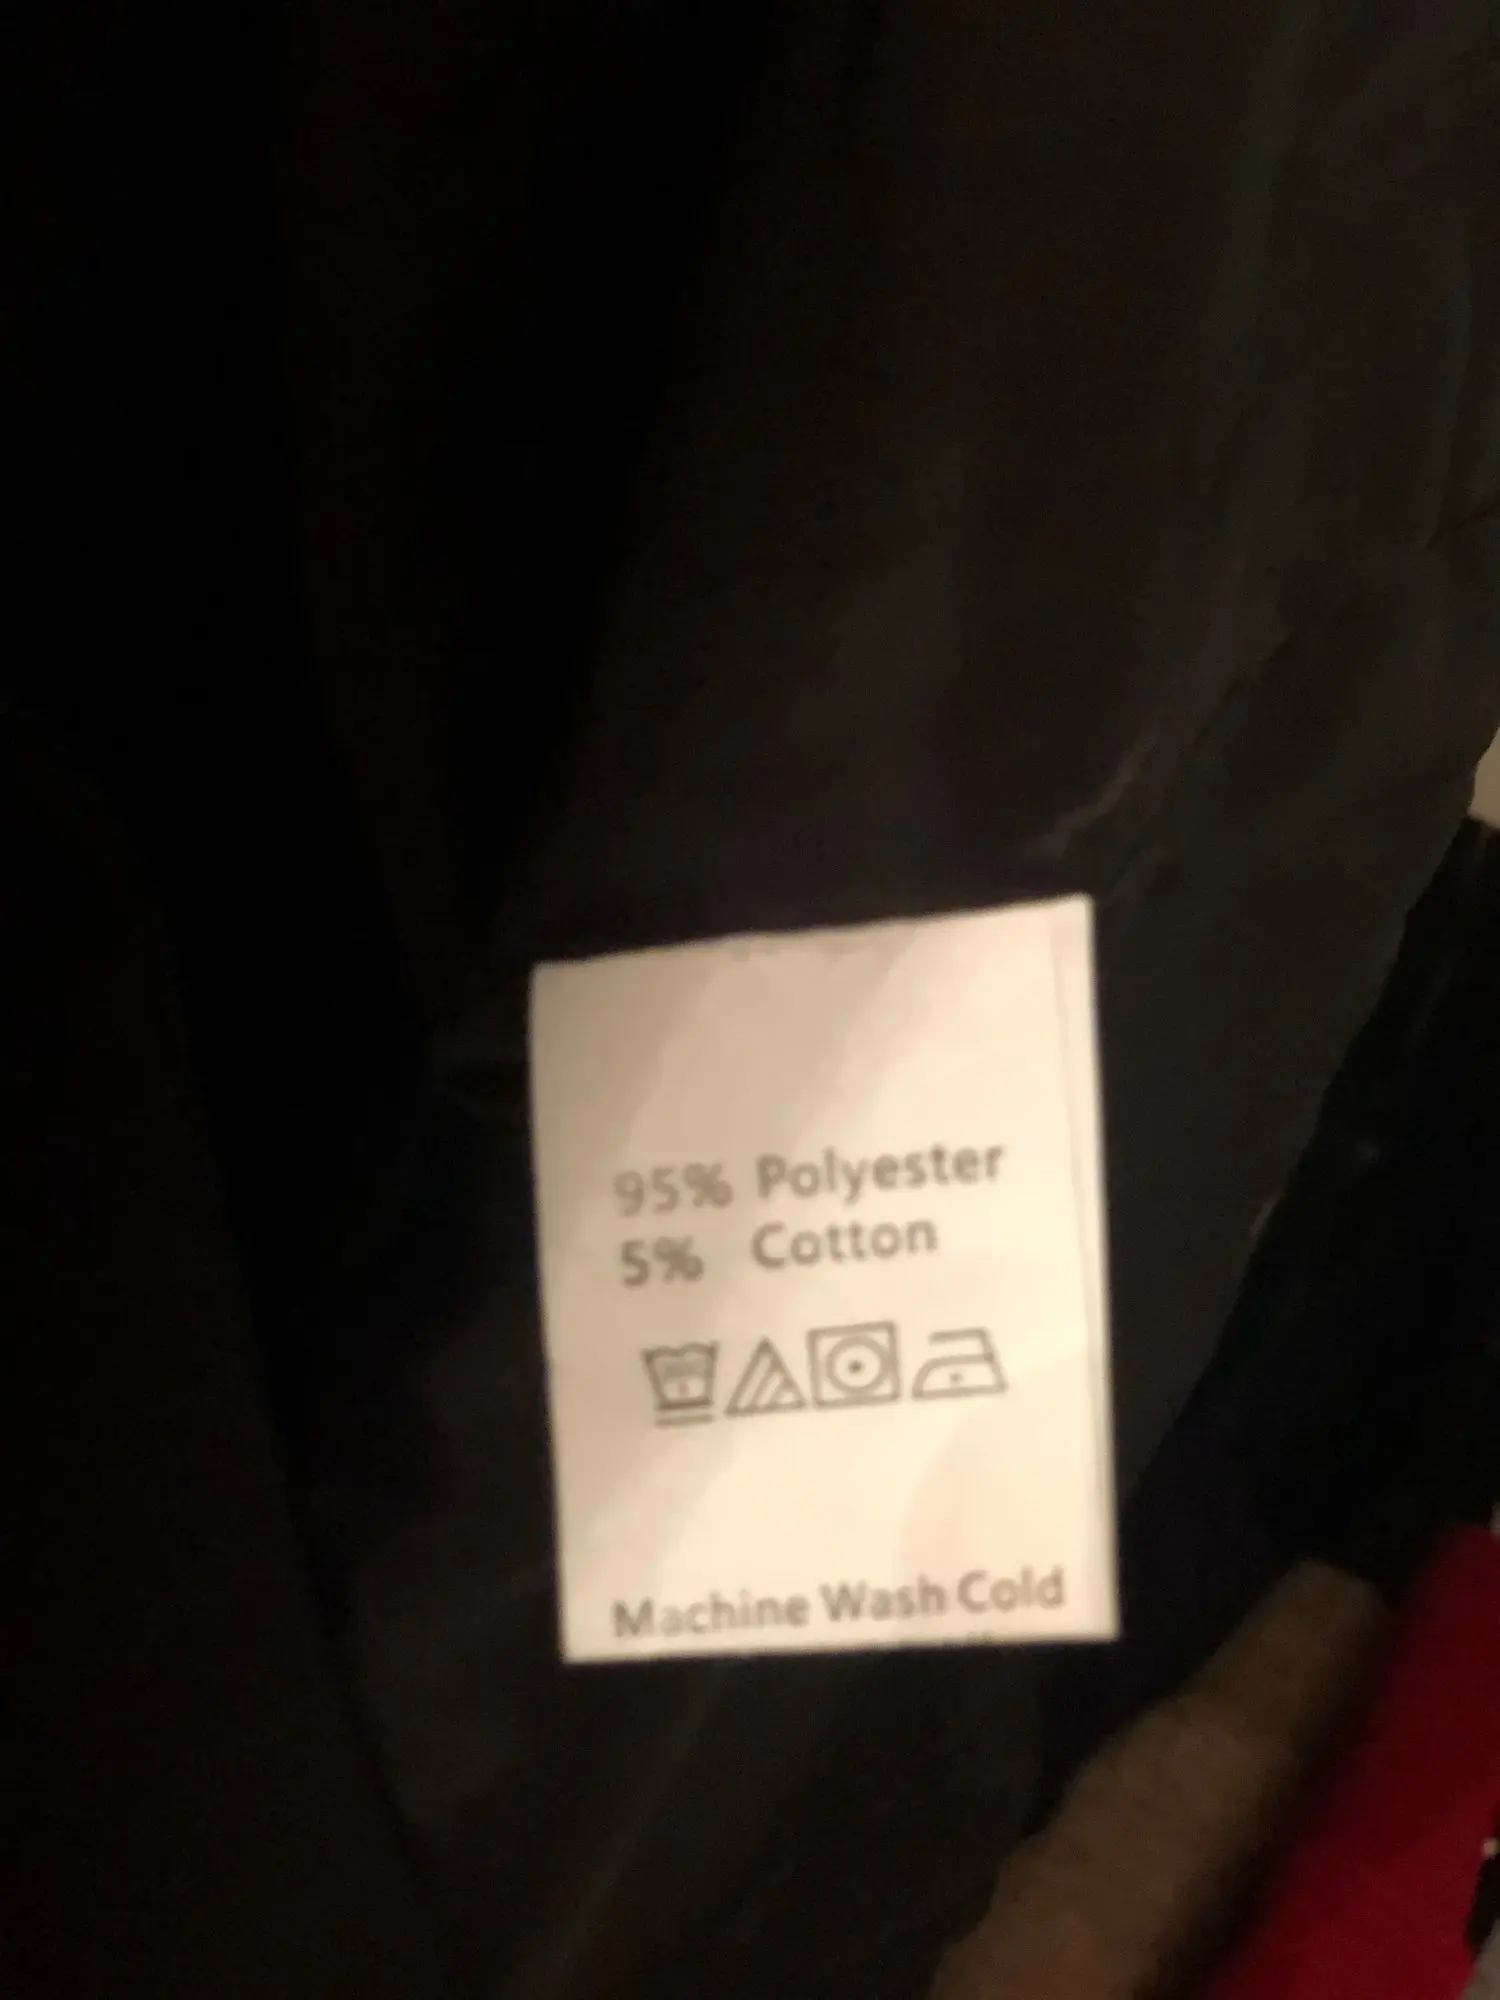 95% Polyester
5% Cotton
Machine Wash Cold